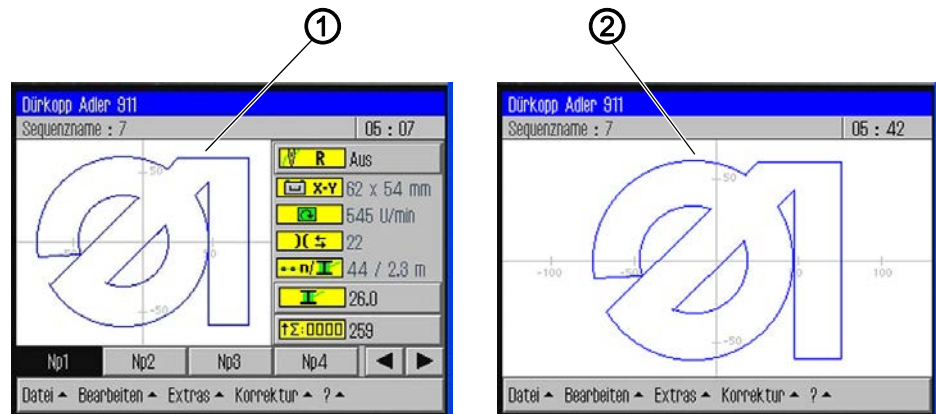 1
2
Dürkopp Adler 911
Sequenzname : 7
05 : 07
50
-50
50
-50
R Aus
X-Y 62 x 54 mm
545 U/min
)( 22
n/ 44 / 2.3 m
26.0
↑Σ:0000 259
Np1 Np2 Np3 Np4 ◀ ▶
Datei ▲ Bearbeiten ▲ Extras ▲ Korrektur ▲ ? ▲
Dürkopp Adler 911
Sequenzname : 7
05 : 42
50
-100 -50 50 100
-50
Datei ▲ Bearbeiten ▲ Extras ▲ Korrektur ▲ ? ▲